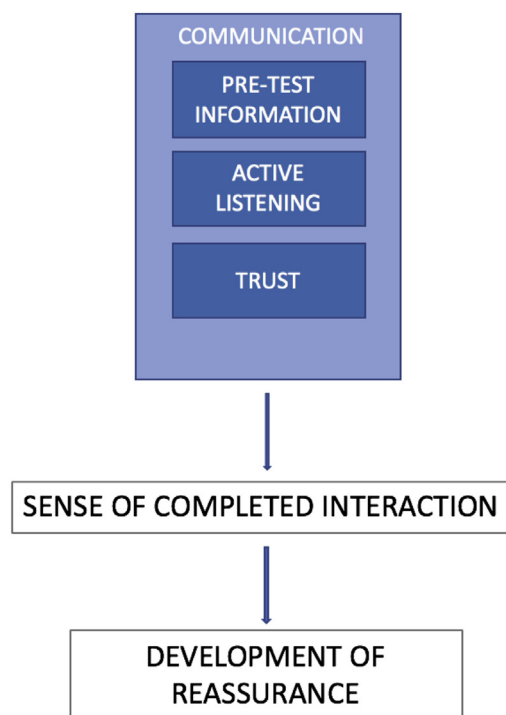 COMMUNICATION
PRE-TEST
INFORMATION
ACTIVE
LISTENING
TRUST
SENSE OF COMPLETED INTERACTION
DEVELOPMENT OF
REASSURANCE